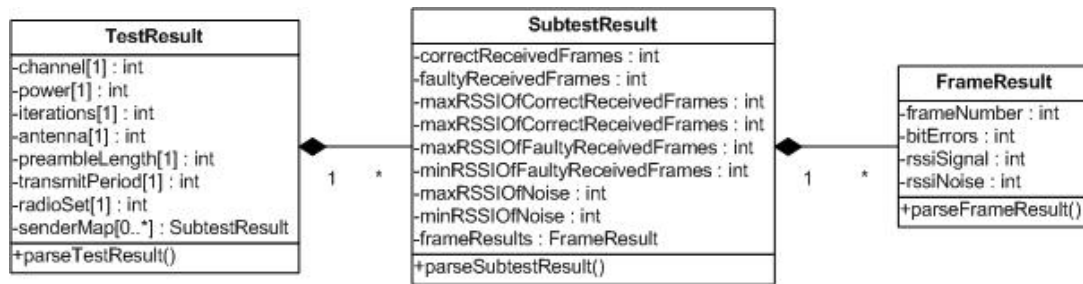 TestResult
-channel[1] : int
-power[1] : int
-iterations[1] : int
-antenna[1] : int
-preambleLength[1] : int
-transmitPeriod[1] : int
-radioSet[1] : int
-senderMap[0..*] : SubtestResult
+parseTestResult()
1
*
SubtestResult
-correctReceivedFrames : int
-faultyReceivedFrames : int
-maxRSSIOfCorrectReceivedFrames : int
-maxRSSIOfCorrectReceivedFrames : int
-maxRSSIOfFaultyReceivedFrames : int
-minRSSIOfFaultyReceivedFrames : int
-maxRSSIOfNoise : int
-minRSSIOfNoise : int
-frameResults : FrameResult
+parseSubtestResult()
1
*
FrameResult
-frameNumber : int
-bitErrors : int
-rssiSignal : int
-rssiNoise : int
+parseFrameResult()